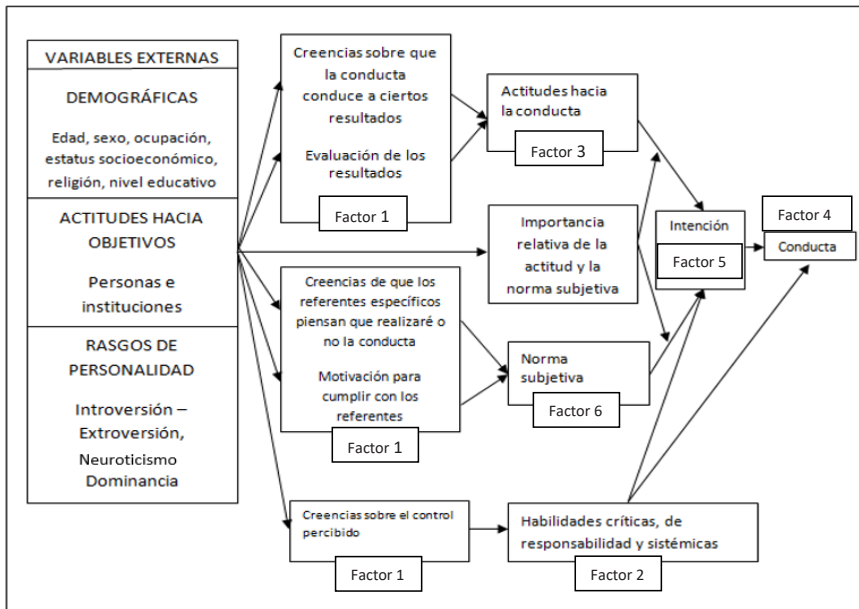 VARIABLES EXTERNAS
DEMOGRÁFICAS
Edad, sexo, ocupación,
estatus socioeconómico,
religión, nivel educativo
ACTITUDES HACIA
OBJETIVOS
Personas e
instituciones
RASGOS DE
PERSONALIDAD
Introversión –
Extroversión,
Neuroticismo
Dominancia
Creencias sobre que
la conducta
conduce a ciertos
resultados
Evaluación de los
resultados
Factor 1
Actitudes hacia
la conducta
Factor 3
Importancia
relativa de la
actitud y la
norma subjetiva
Intención
Factor 5
Factor 4
Conducta
Creencias de que los
referentes específicos
piensan que realizaré o
no la conducta
Motivación para
cumplir con los
referentes
Factor 1
Norma
subjetiva
Factor 6
Creencias sobre el control
percibido
Factor 1
Habilidades críticas, de
responsabilidad y sistémicas
Factor 2